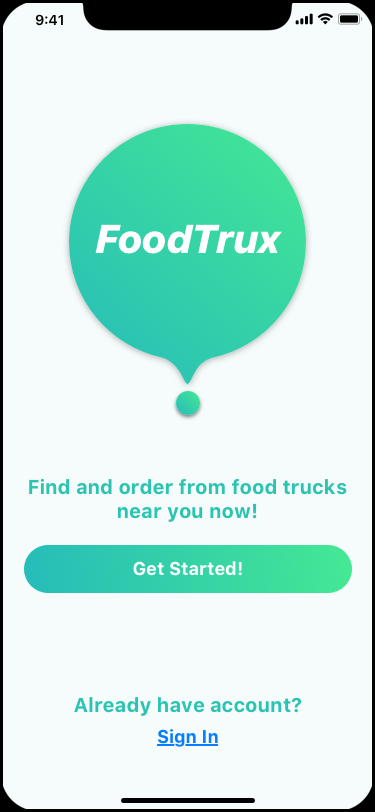 9:41
FoodTrux
Find and order from food trucks
near you now!
Get Started!
Already have account?
Sign In